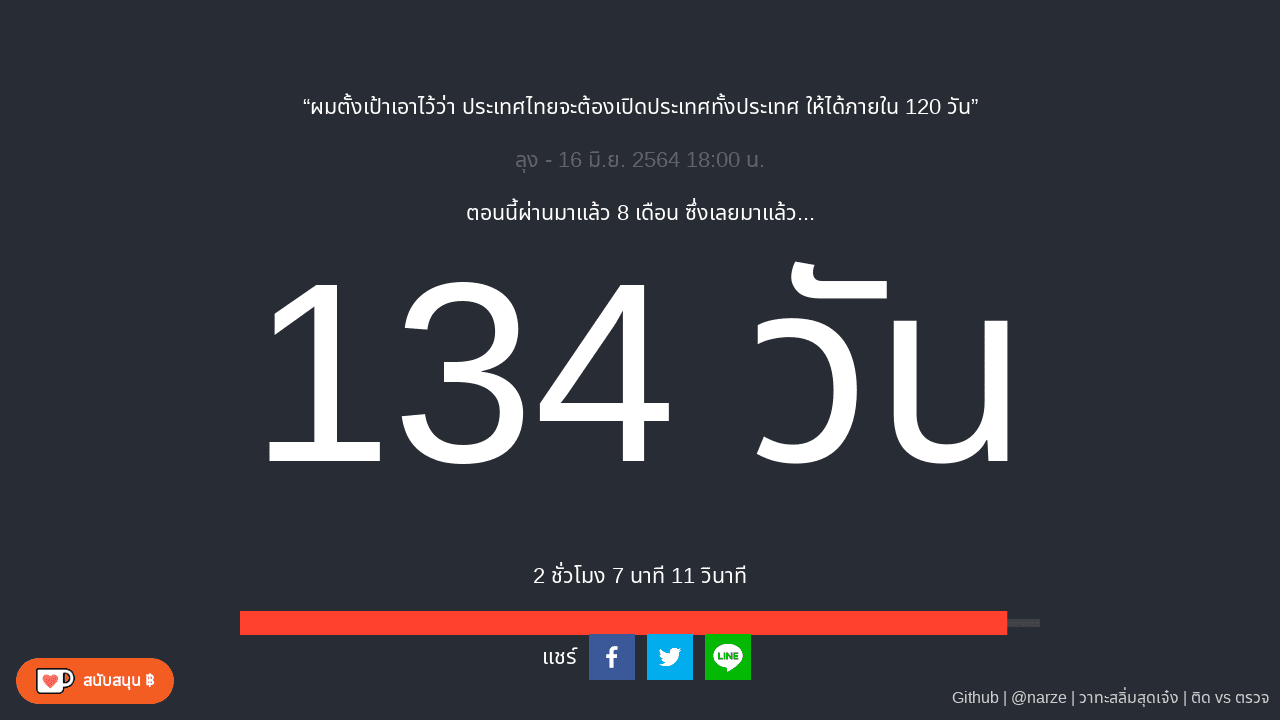 “ผมตั้งเป้าเอาไว้ว่า ประเทศไทยจะต้องเปิดประเทศทั้งประเทศ ให้ได้ภายใน 120 วัน”
ลุง - 16 มิ.ย. 2564 18:00 น.
ตอนนี้ผ่านมาแล้ว 8 เดือน ซึ่งเลยมาแล้ว...
134 วัน
2 ชั่วโมง 7 นาที 11 วินาที
แชร์
LINE
สนับสนุน ฿
Github | @narze | วาทะสลิ่มสุดเจ๋ง | ติด vs ตรวจ